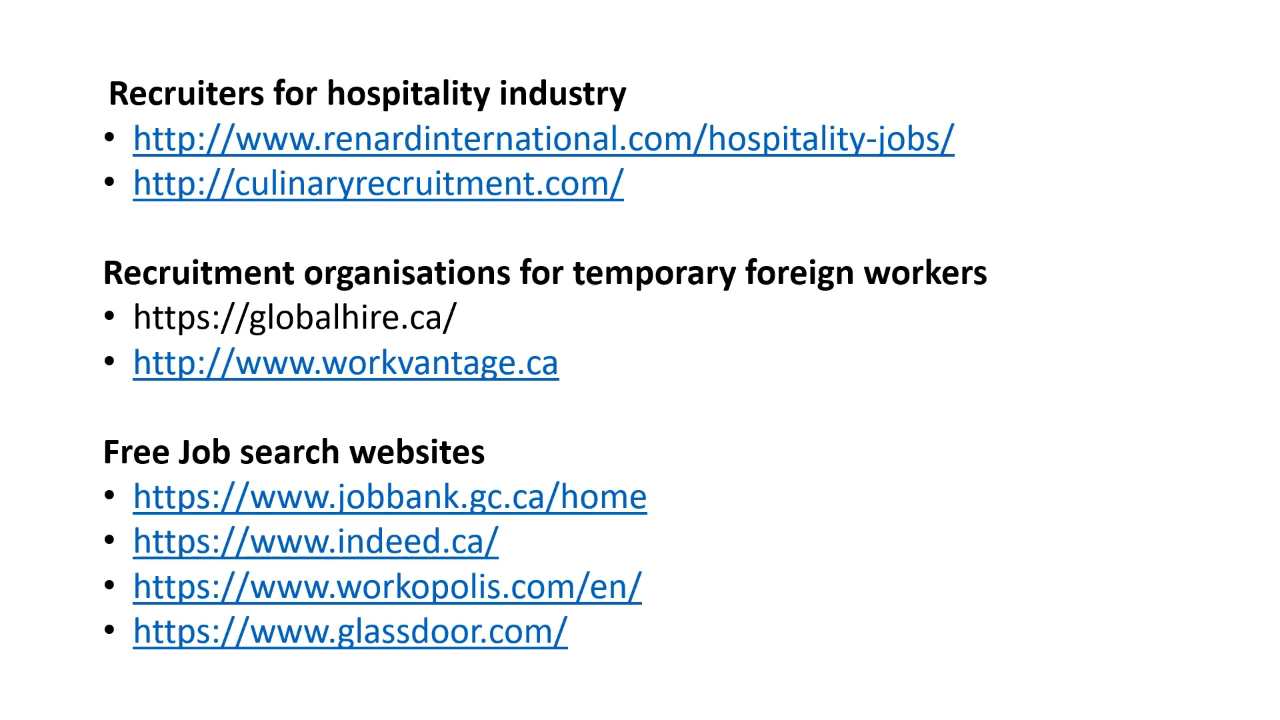 Recruiters for hospitality industry
• http://www.renardinternational.com/hospitality-jobs/
• http://culinaryrecruitment.com/
Recruitment organisations for temporary foreign workers
• https://globalhire.ca/
• http://www.workvantage.ca
Free Job search websites
• https://www.jobbank.gc.ca/home
• https://www.indeed.ca/
• https://www.workopolis.com/en/
• https://www.glassdoor.com/